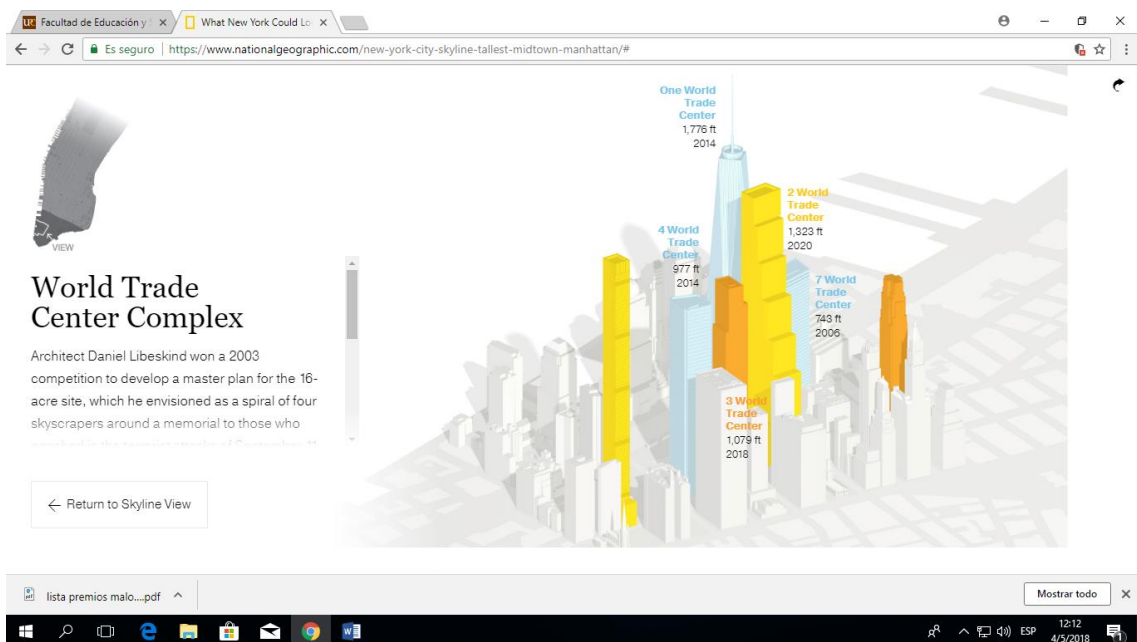 Facultad de Educación y
What New York Could Lo
Es seguro
https://www.nationalgeographic.com/new-york-city-skyline-tallest-midtown-manhattan/#
VIEW
World Trade
Center Complex
Architect Daniel Libeskind won a 2003
competition to develop a master plan for the 16-
acre site, which he envisioned as a spiral of four
skyscrapers around a memorial to those who
Return to Skyline View
One World
Trade
Center
1,776 ft
2014
2 World
Trade
Center
1,323 ft
2020
4 World
Trade
Center
977 ft
2014
7 World
Trade
Center
743 ft
2006
3 World
Trade
Center
1,079 ft
2018
lista premios malo....pdf
Mostrar todo
ESP
12:12
4/5/2018